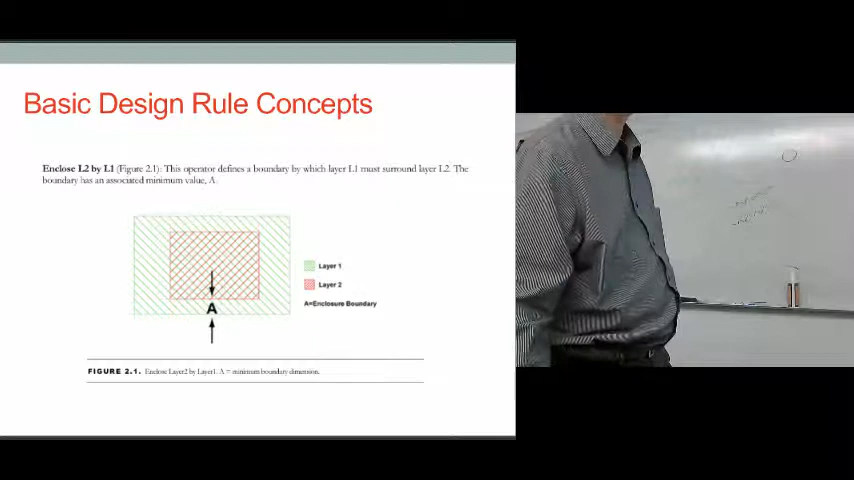 Basic Design Rule Concepts
Enclose L2 by L1 (Figure 2.1): This operator defines a boundary by which layer L1 must surround layer L2. The
boundary has an associated minimum value, A.
Layer 1
Layer 2
A=Enclosure Boundary
A
FIGURE 2.1. Enclose Layer2 by Layer1. A = minimum boundary dimension.